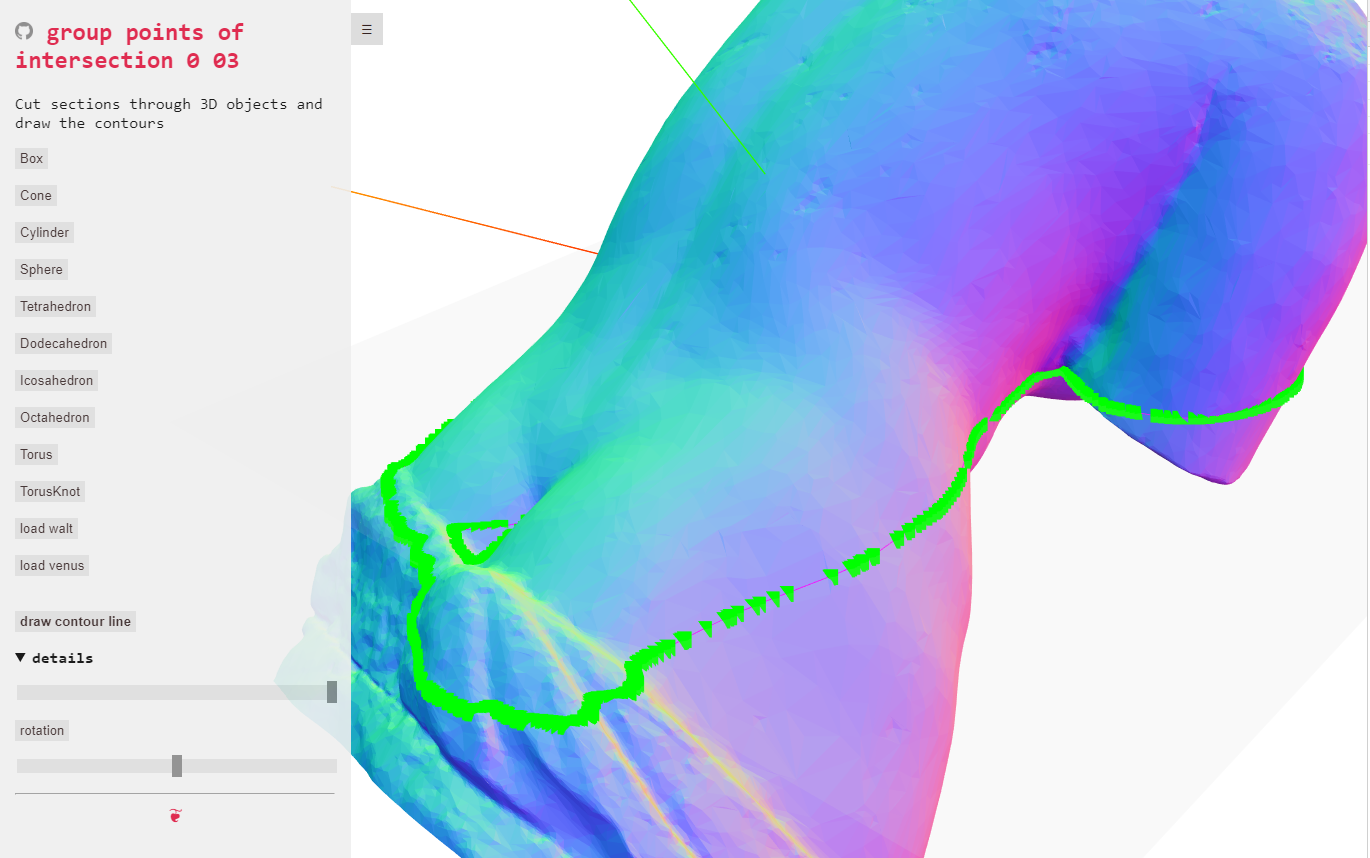 group points of
intersection 0 03
Cut sections through 3D objects and
draw the contours
Box
Cone
Cylinder
Sphere
Tetrahedron
Dodecahedron
Icosahedron
Octahedron
Torus
TorusKnot
load walt
load venus
draw contour line
▼ details
rotation
☰
❦